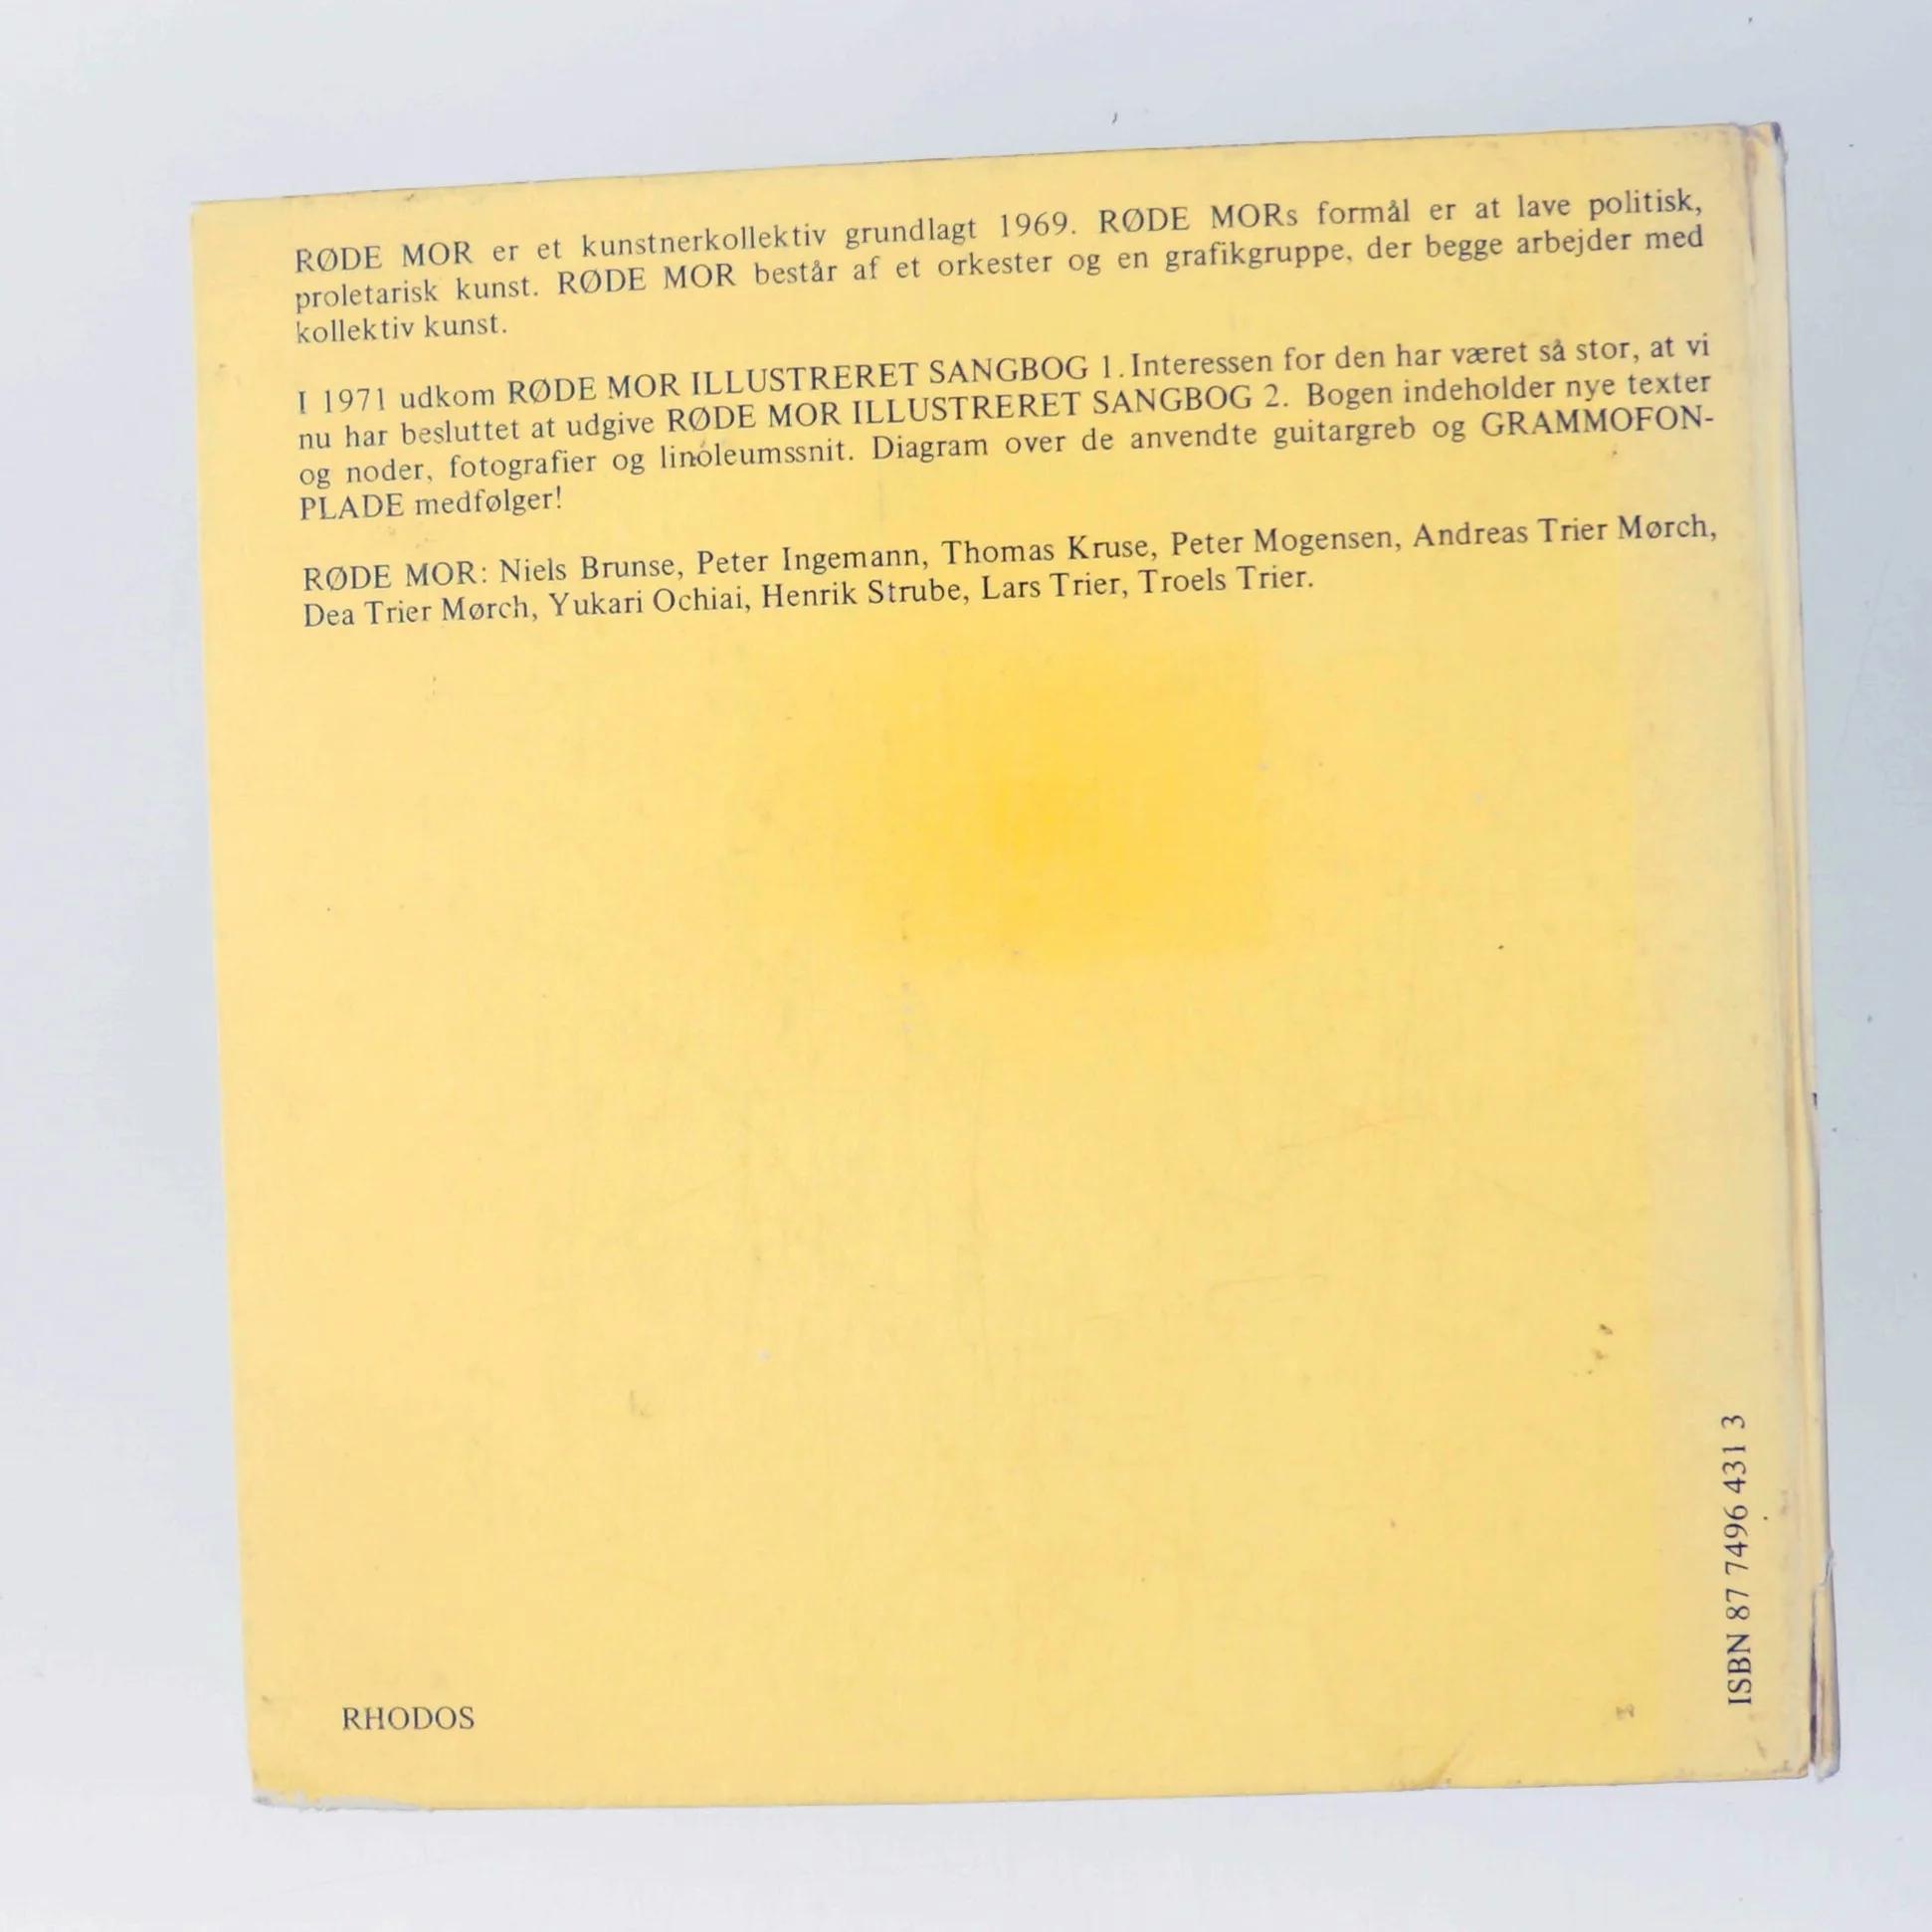 RØDE MOR er et kunstnerkollektiv grundlagt 1969. RØDE MORs formål er at lave politisk,
proletarisk kunst. RØDE MOR består af et orkester og en grafikgruppe, der begge arbejder med
kollektiv kunst.
I 1971 udkom RØDE MOR ILLUSTRERET SANGBOG 1. Interessen for den har været så stor, at vi
nu har besluttet at udgive RØDE MOR ILLUSTRERET SANGBOG 2. Bogen indeholder nye texter
og noder, fotografier og linoleumssnit. Diagram over de anvendte guitargreb og GRAMMOFON-
PLADE medfølger!
RØDE MOR: Niels Brunse, Peter Ingemann, Thomas Kruse, Peter Mogensen, Andreas Trier Mørch,
Dea Trier Mørch, Yukari Ochiai, Henrik Strube, Lars Trier, Troels Trier.
RHODOS
ISBN 87 7496 431 3